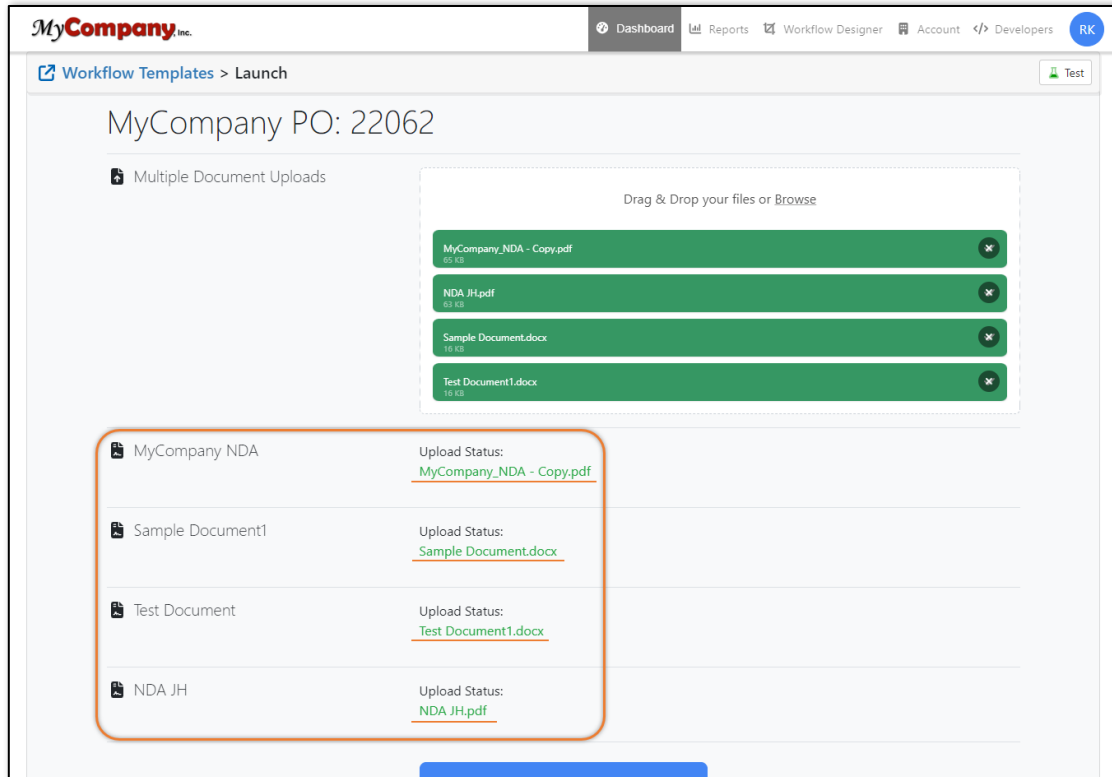 MyCompany, Inc.
Dashboard Reports Workflow Designer Account </> Developers RK
Workflow Templates > Launch
Test
MyCompany PO: 22062
Multiple Document Uploads
Drag & Drop your files or Browse
MyCompany_NDA - Copy.pdf
65 KB
NDA JH.pdf
63 KB
Sample Document.docx
16 KB
Test Document1.docx
16 KB
MyCompany NDA
Upload Status:
MyCompany_NDA - Copy.pdf
Sample Document1
Upload Status:
Sample Document.docx
Test Document
Upload Status:
Test Document1.docx
NDA JH
Upload Status:
NDA JH.pdf